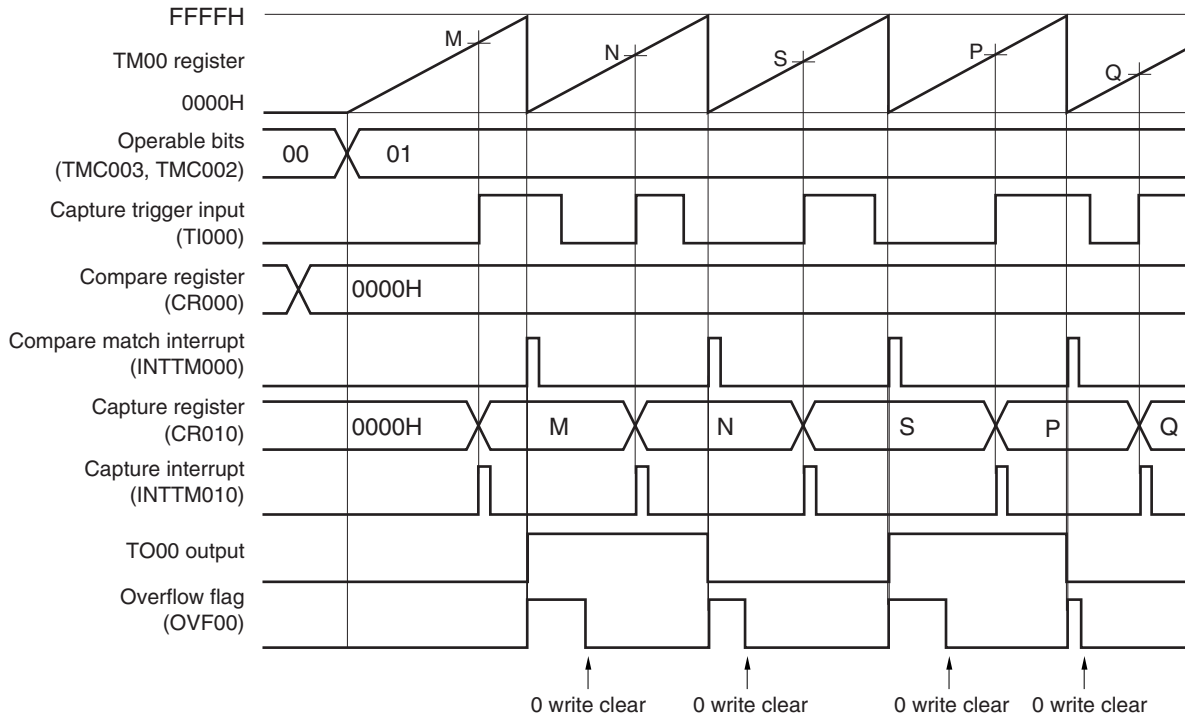 FFFFH
TM00 register
0000H
M N S P Q
Operable bits
(TMC003, TMC002)
00 01
Capture trigger input
(TI000)
Compare register
(CR000)
0000H
Compare match interrupt
(INTTM000)
Capture register
(CR010)
0000H M N S P Q
Capture interrupt
(INTTM010)
TO00 output
Overflow flag
(OVF00)
0 write clear 0 write clear 0 write clear 0 write clear